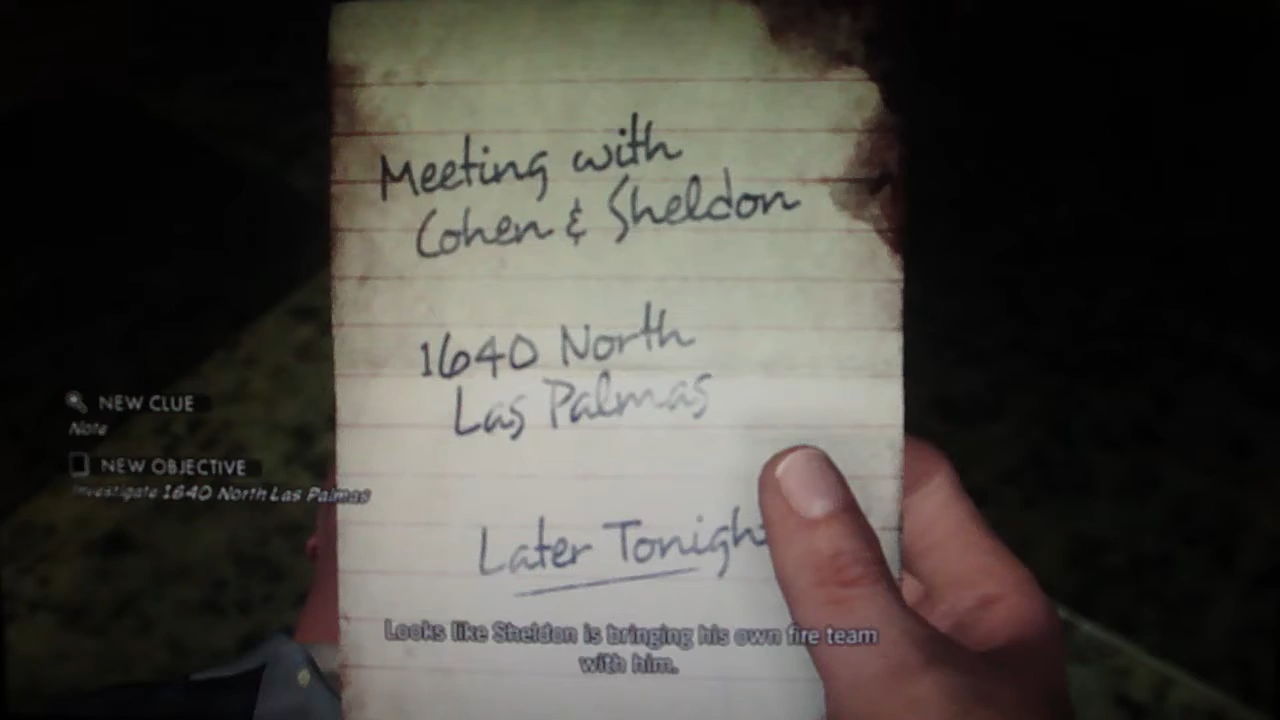 Meeting with
Cohen & Sheldon
1640 North
Las Palmas
Later Tonight
NEW CLUE
Note
NEW OBJECTIVE
Investigate 1640 North Las Palmas
Looks like Sheldon is bringing his own fire team
with him.